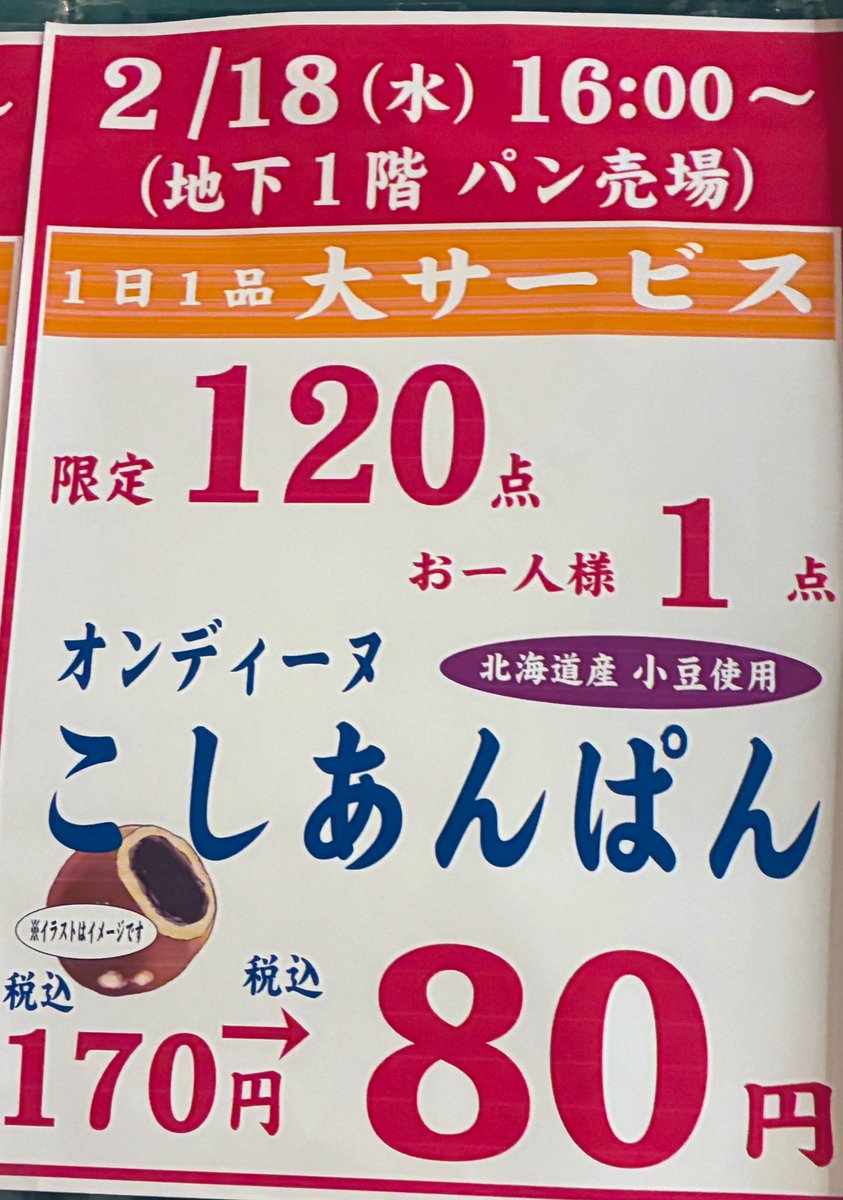 2/18(水) 16:00～
(地下1階 パン売場)
1日1品 大サービス
限定 120点
お一人様 1点
オンディーヌ
北海道産 小豆使用
こしあんぱん
※イラストはイメージです
税込 170円→税込 80円